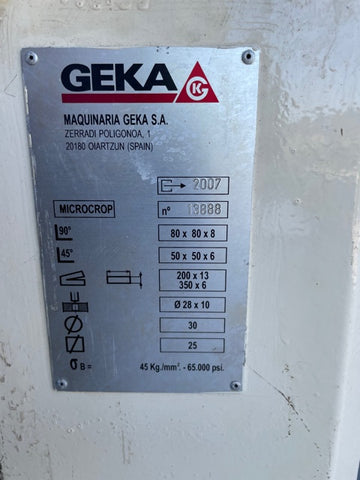 GEKA
MAQUINARIA GEKA S.A.
ZERRADI POLIGONOA, 1
20180 OIARTZUN (SPAIN)
2007
MICROCROP nº 13888
90° 80 x 80 x 8
45° 50 x 50 x 6
200 x 13
350 x 6
Ø 28 x 10
30
25
σ B = 45 Kg./mm². - 65.000 psi.